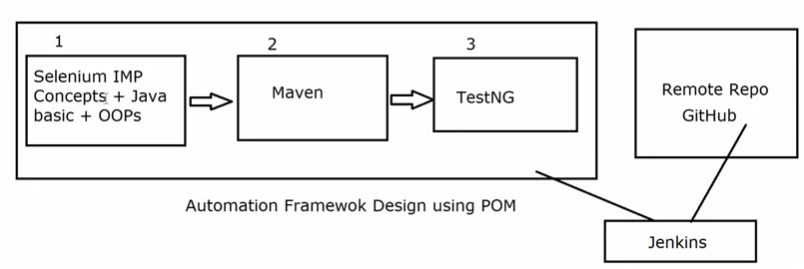 1
2
3
Selenium IMP
Concepts + Java
basic + OOPs
Maven
TestNG
Remote Repo
GitHub
Automation Framewok Design using POM
Jenkins